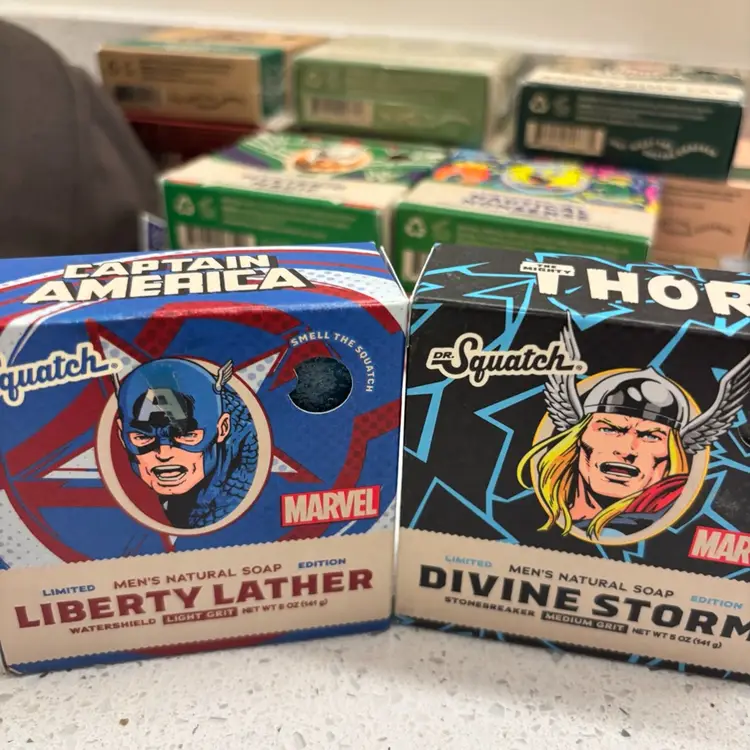 CAPTAIN
AMERICA
quatch
SMELL THE SQUATCH
A
MARVEL
LIMITED MEN'S NATURAL SOAP EDITION
LIBERTY LATHER
WATERSHIELD LIGHT GRIT NET WT 5 OZ (141 g)
THE MIGHTY
THOR
DR. Squatch
MAR
LIMITED MEN'S NATURAL SOAP EDITION
DIVINE STORM
STONEBREAKER MEDIUM GRIT NET WT 5 OZ (141 g)